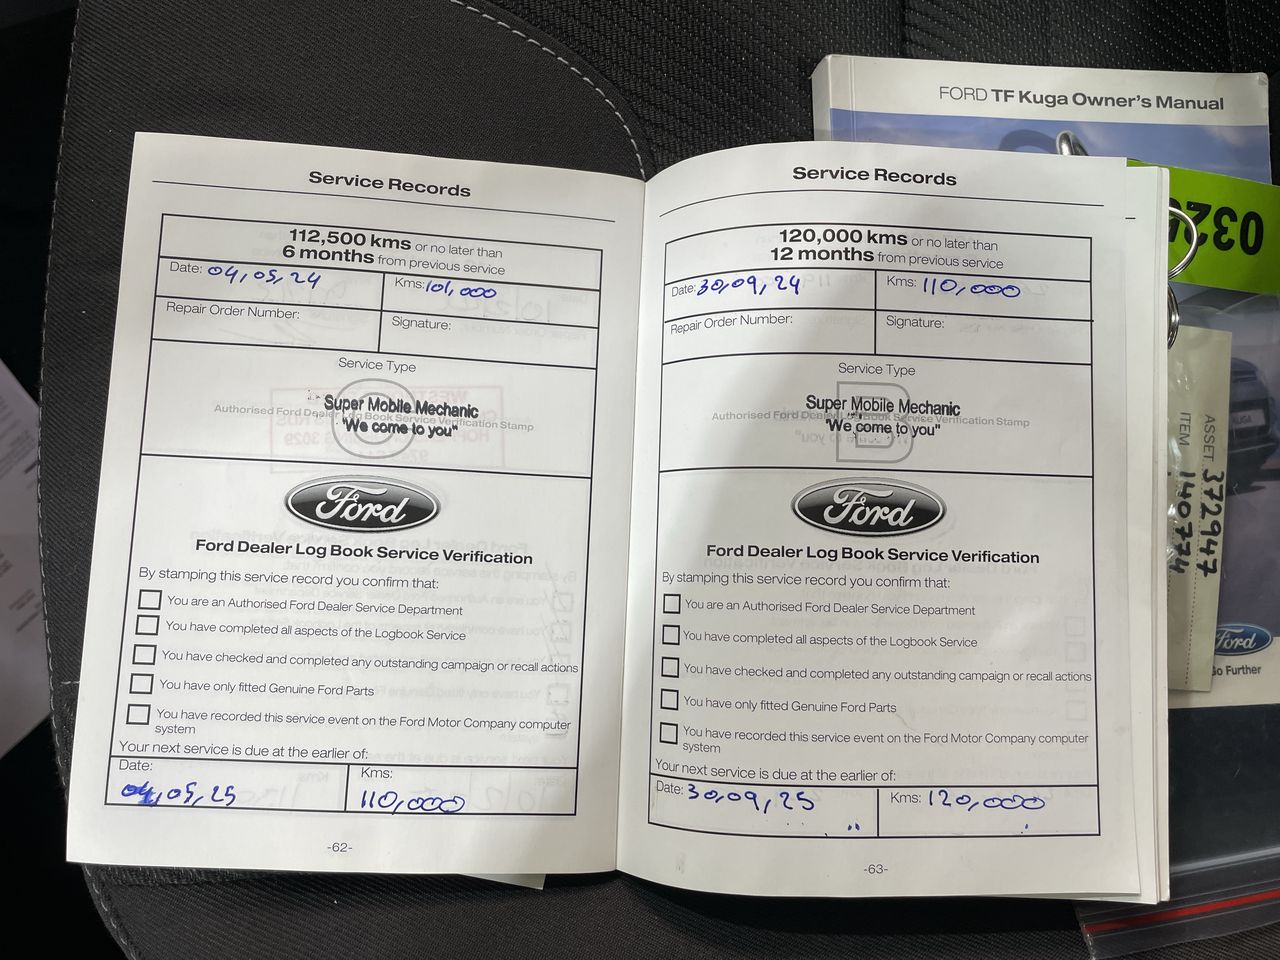 FORD TF Kuga Owner's Manual
Service Records
112,500 kms or no later than
6 months from previous service
Date: 04,05,24
Kms: 101,000
Repair Order Number:
Signature:
Service Type
C
Authorised Ford Dealer Log Book Service Verification Stamp
Super Mobile Mechanic
"We come to you"
Ford
Ford Dealer Log Book Service Verification
By stamping this service record you confirm that:
You are an Authorised Ford Dealer Service Department
You have completed all aspects of the Logbook Service
You have checked and completed any outstanding campaign or recall actions
You have only fitted Genuine Ford Parts
You have recorded this service event on the Ford Motor Company computer
system
Your next service is due at the earlier of:
Date: 04,05,25
Kms: 110,000
-62-
Service Records
120,000 kms or no later than
12 months from previous service
Date: 30,09,24
Kms: 110,000
Repair Order Number:
Signature:
Service Type
B
Authorised Ford Dealer Log Book Service Verification Stamp
Super Mobile Mechanic
"We come to you"
Ford
Ford Dealer Log Book Service Verification
By stamping this service record you confirm that:
You are an Authorised Ford Dealer Service Department
You have completed all aspects of the Logbook Service
You have checked and completed any outstanding campaign or recall actions
You have only fitted Genuine Ford Parts
You have recorded this service event on the Ford Motor Company computer
system
Your next service is due at the earlier of:
Date: 30,09,25
Kms: 120,000
-63-
ASSET 372947
ITEM 140774
Ford
Go Further